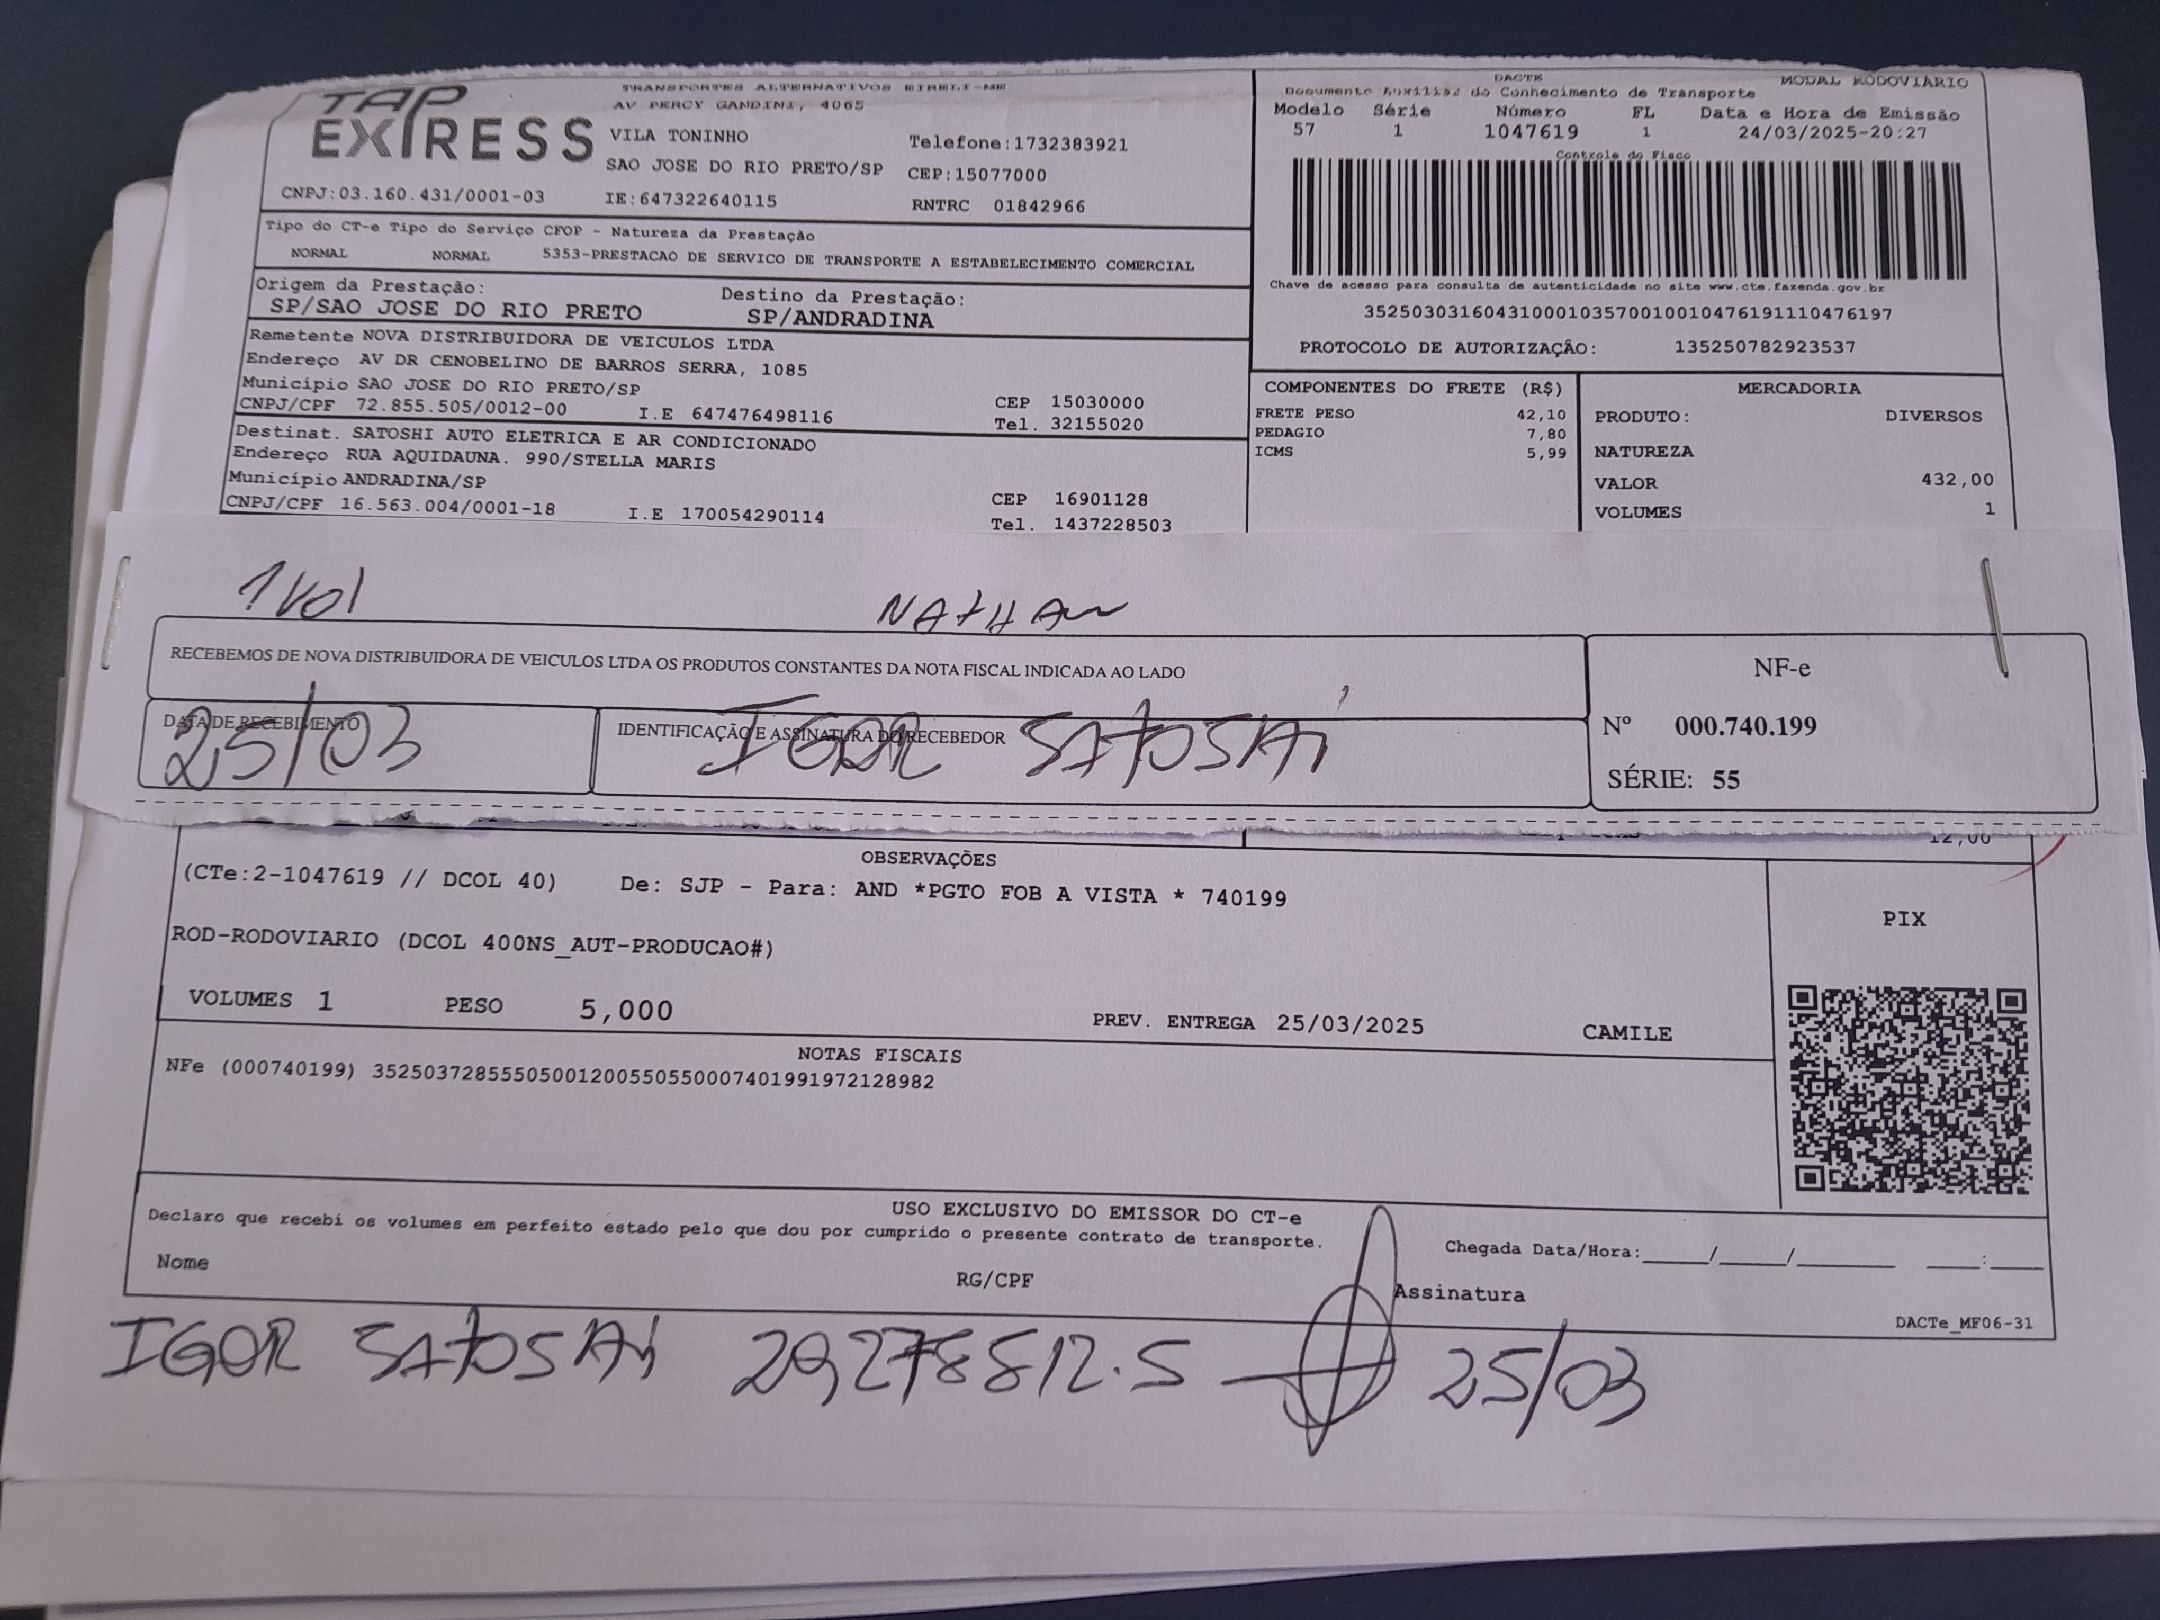 TAP EXPRESS
TRANSPORTES ALTERNATIVOS EIRELI-ME
AV PERCY GANDINI, 4065
VILA TONINHO
Telefone:1732383921
SAO JOSE DO RIO PRETO/SP CEP:15077000
CNPJ:03.160.431/0001-03 IE:647322640115 RNTRC 01842966
DACTE MODAL RODOVIÁRIO
Documento Auxiliar do Conhecimento de Transporte
Modelo Série Número FL Data e Hora de Emissão
57 1 1047619 1 24/03/2025-20:27
Controle do Fisco
Chave de acesso para consulta de autenticidade no site www.cte.fazenda.gov.br
35250303160431000103570010010476191110476197
PROTOCOLO DE AUTORIZAÇÃO: 135250782923537
Tipo do CT-e Tipo do Serviço CFOP - Natureza da Prestação
NORMAL NORMAL 5353-PRESTACAO DE SERVICO DE TRANSPORTE A ESTABELECIMENTO COMERCIAL
Origem da Prestação: Destino da Prestação:
SP/SAO JOSE DO RIO PRETO SP/ANDRADINA
Remetente NOVA DISTRIBUIDORA DE VEICULOS LTDA
Endereço AV DR CENOBELINO DE BARROS SERRA, 1085
Município SAO JOSE DO RIO PRETO/SP CEP 15030000
CNPJ/CPF 72.855.505/0012-00 I.E 647476498116 Tel. 32155020
Destinat. SATOSHI AUTO ELETRICA E AR CONDICIONADO
Endereço RUA AQUIDAUNA. 990/STELLA MARIS
Município ANDRADINA/SP CEP 16901128
CNPJ/CPF 16.563.004/0001-18 I.E 170054290114 Tel. 1437228503
COMPONENTES DO FRETE (R$)
FRETE PESO 42,10
PEDAGIO 7,80
ICMS 5,99
MERCADORIA
PRODUTO: DIVERSOS
NATUREZA
VALOR 432,00
VOLUMES 1
1 Vol NATHAN
RECEBEMOS DE NOVA DISTRIBUIDORA DE VEICULOS LTDA OS PRODUTOS CONSTANTES DA NOTA FISCAL INDICADA AO LADO
DATA DE RECEBIMENTO
25/03
IDENTIFICAÇÃO E ASSINATURA DO RECEBEDOR
IGOR SATOSHI
NF-e
Nº 000.740.199
SÉRIE: 55
12,00
OBSERVAÇÕES
(CTe:2-1047619 // DCOL 40) De: SJP - Para: AND *PGTO FOB A VISTA * 740199
ROD-RODOVIARIO (DCOL 400NS_AUT-PRODUCAO#)
VOLUMES 1 PESO 5,000 PREV. ENTREGA 25/03/2025 CAMILE
PIX
NOTAS FISCAIS
NFe (000740199) 35250372855505001200550550007401991972128982
USO EXCLUSIVO DO EMISSOR DO CT-e
Declaro que recebi os volumes em perfeito estado pelo que dou por cumprido o presente contrato de transporte.
Nome RG/CPF Assinatura
Chegada Data/Hora:____/____/______ ___:___
DACTe_MF06-31
IGOR SATOSHI 29,278812.5 25/03